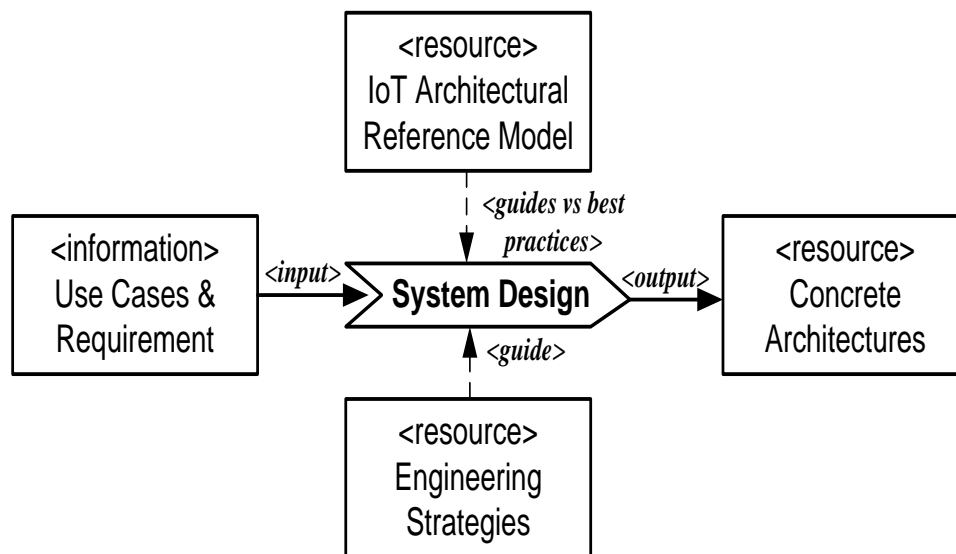 <resource>
IoT Architectural
Reference Model
<guides vs best
practices>
<information>
Use Cases &
Requirement
<input>
System Design
<output>
<resource>
Concrete
Architectures
<guide>
<resource>
Engineering
Strategies